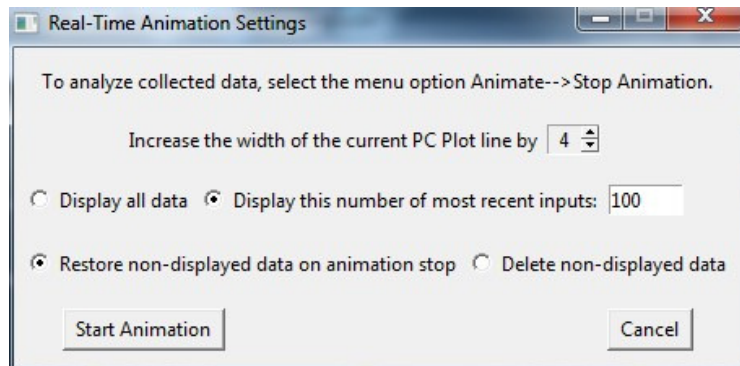 Real-Time Animation Settings
To analyze collected data, select the menu option Animate-->Stop Animation.
Increase the width of the current PC Plot line by 4
Display all data Display this number of most recent inputs: 100
Restore non-displayed data on animation stop Delete non-displayed data
Start Animation Cancel